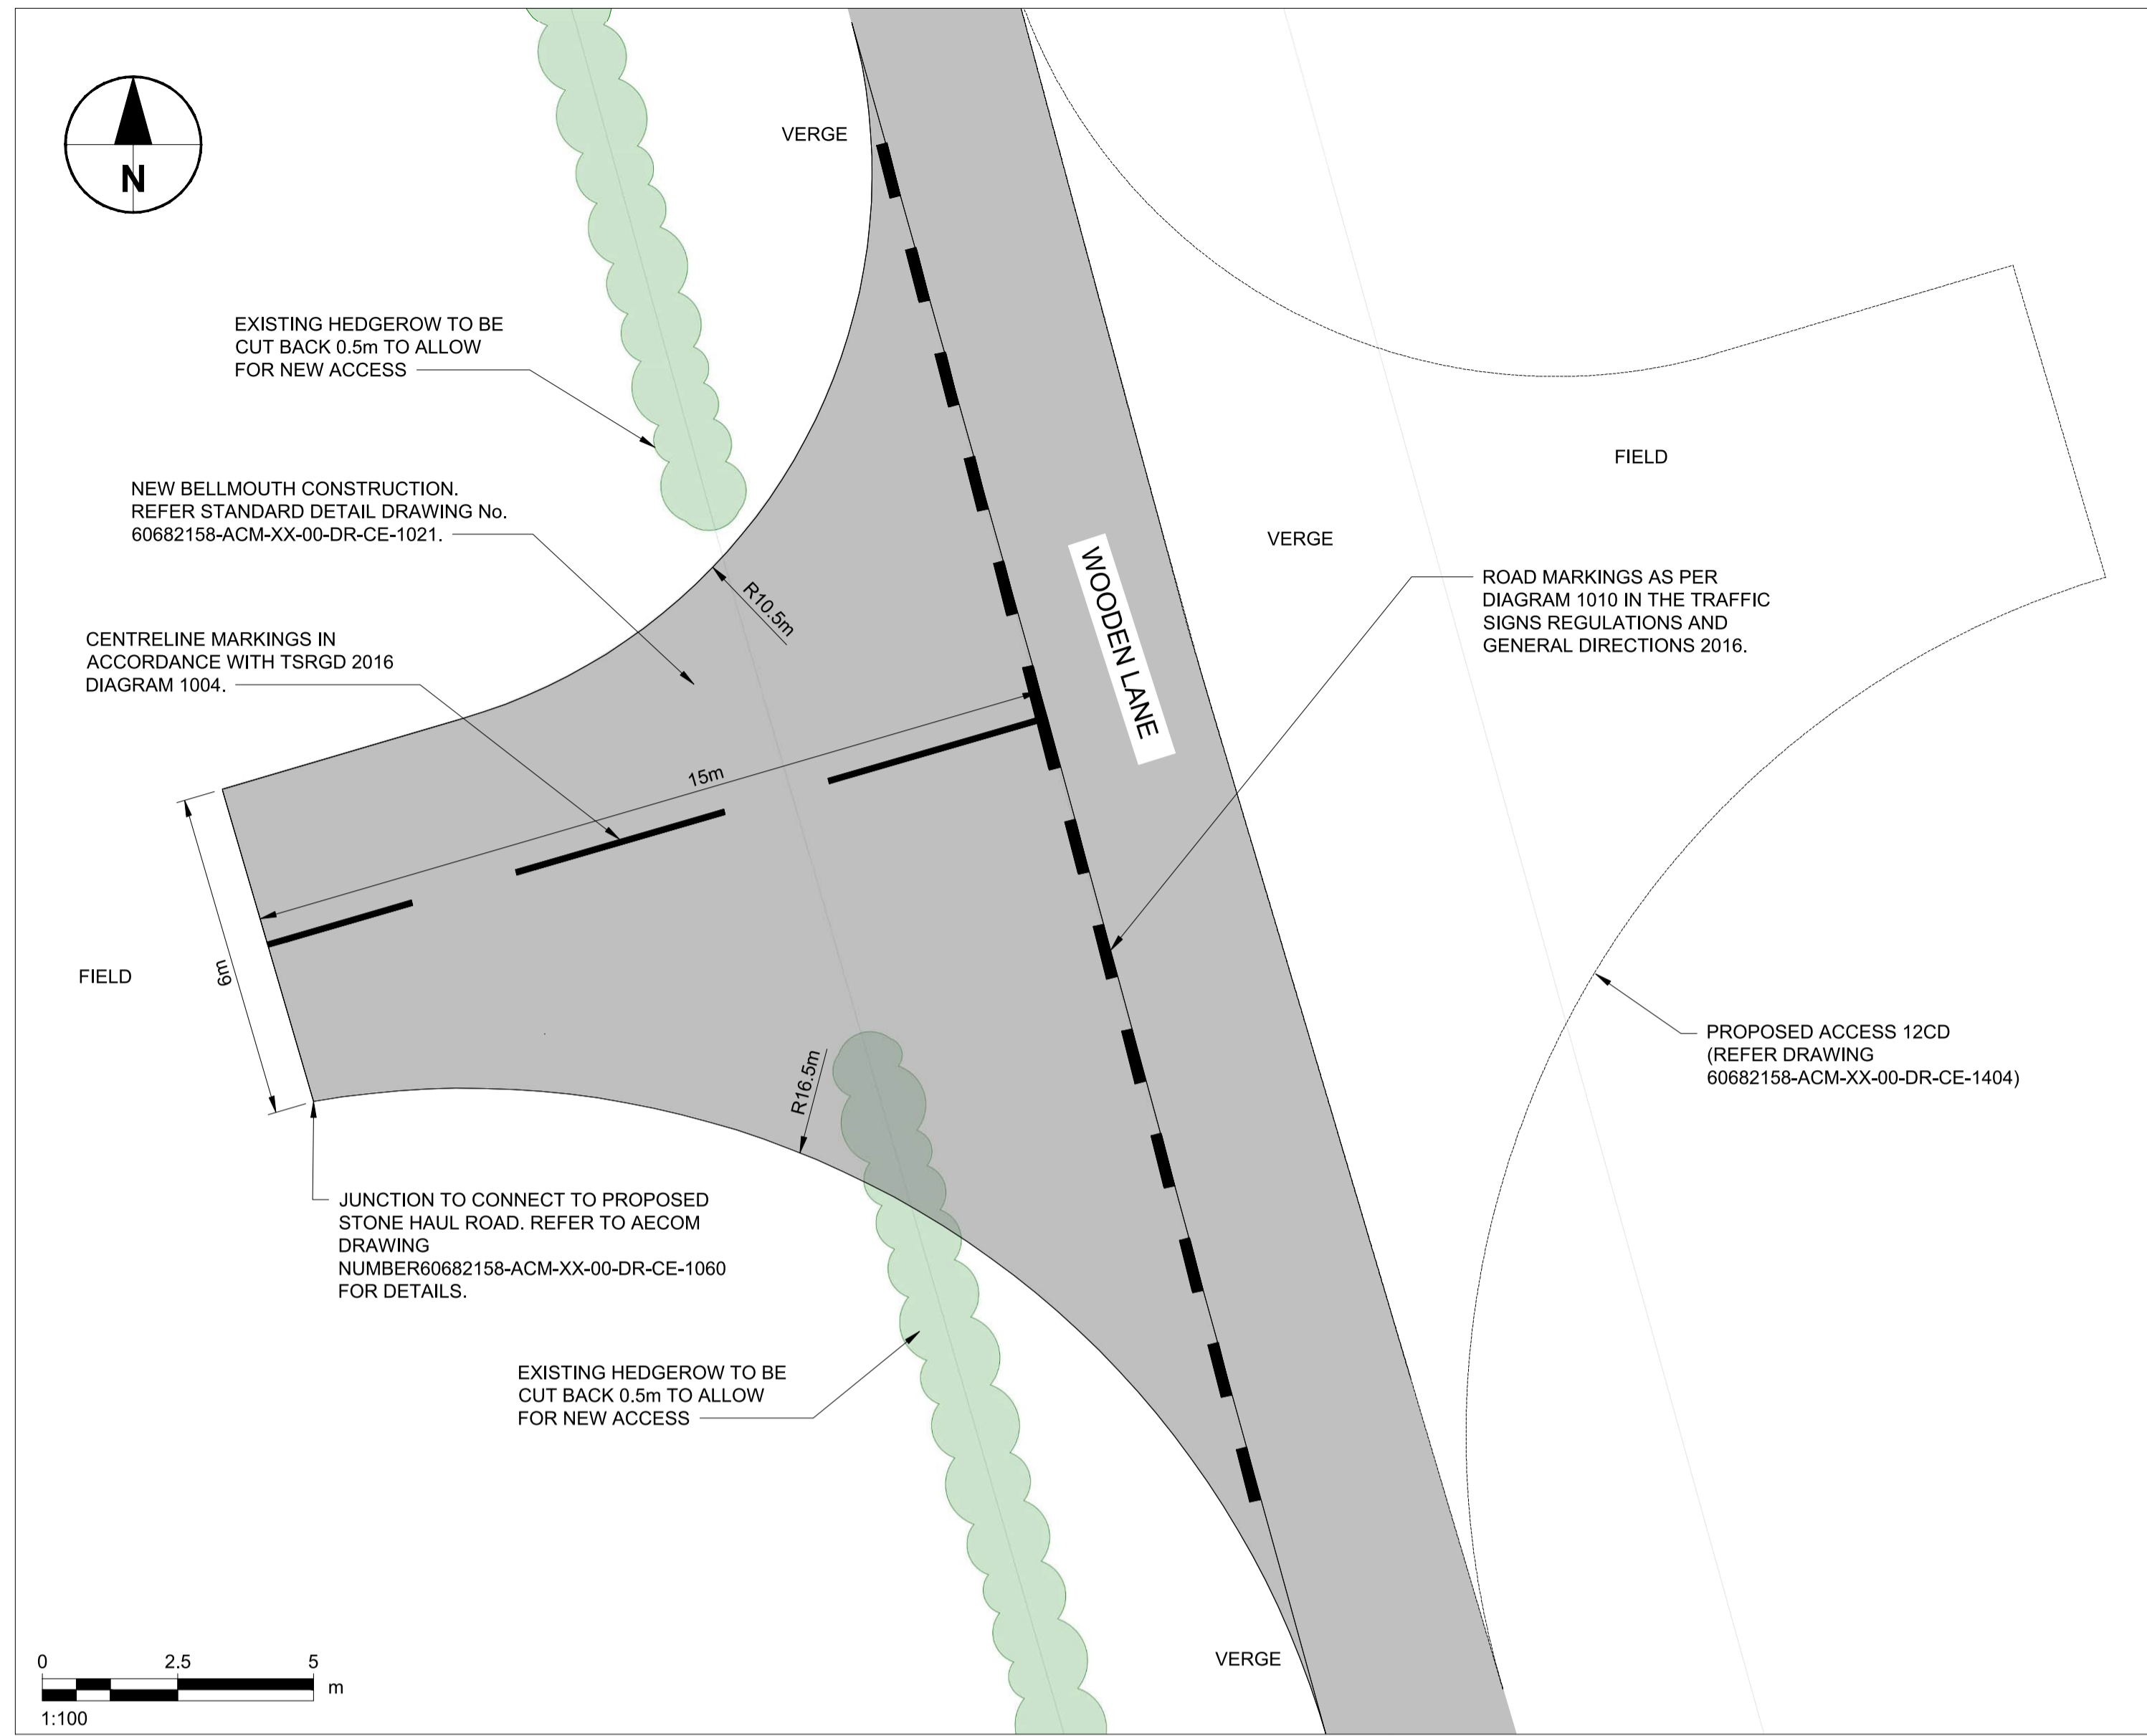 N
VERGE
EXISTING HEDGEROW TO BE
CUT BACK 0.5m TO ALLOW
FOR NEW ACCESS
NEW BELLMOUTH CONSTRUCTION.
REFER STANDARD DETAIL DRAWING No.
60682158-ACM-XX-00-DR-CE-1021.
FIELD
VERGE
WOODEN LANE
R10.5m
ROAD MARKINGS AS PER
DIAGRAM 1010 IN THE TRAFFIC
SIGNS REGULATIONS AND
GENERAL DIRECTIONS 2016.
CENTRELINE MARKINGS IN
ACCORDANCE WITH TSRGD 2016
DIAGRAM 1004.
15m
6m
FIELD
R16.5m
PROPOSED ACCESS 12CD
(REFER DRAWING
60682158-ACM-XX-00-DR-CE-1404)
JUNCTION TO CONNECT TO PROPOSED
STONE HAUL ROAD. REFER TO AECOM
DRAWING
NUMBER60682158-ACM-XX-00-DR-CE-1060
FOR DETAILS.
EXISTING HEDGEROW TO BE
CUT BACK 0.5m TO ALLOW
FOR NEW ACCESS
VERGE
0 2.5 5
m
1:100